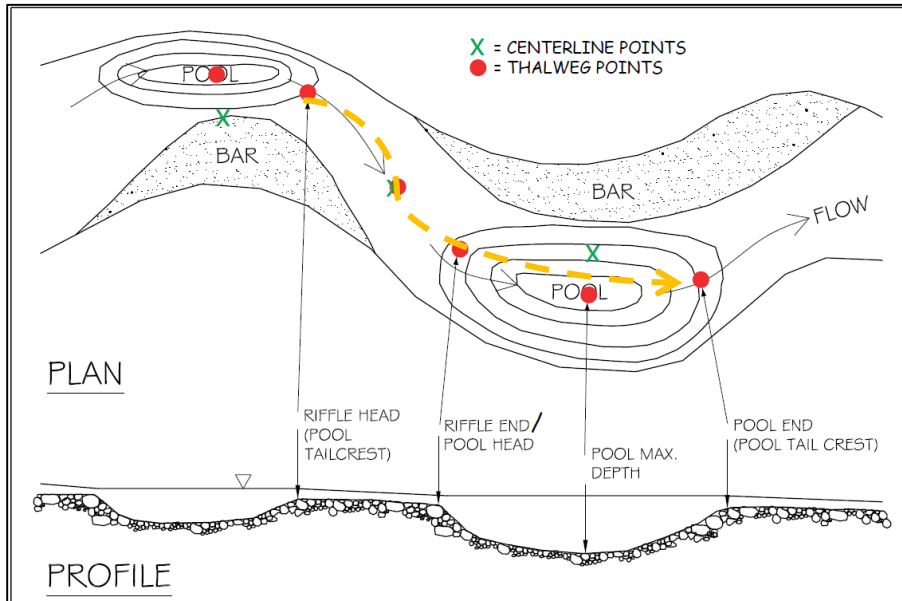 X = CENTERLINE POINTS
= THALWEG POINTS
POOL
X
BAR
X
BAR
FLOW
X
POOL
PLAN
RIFFLE HEAD
(POOL
TAILCREST)
RIFFLE END/
POOL HEAD
POOL MAX.
DEPTH
POOL END
(POOL TAIL CREST)
PROFILE